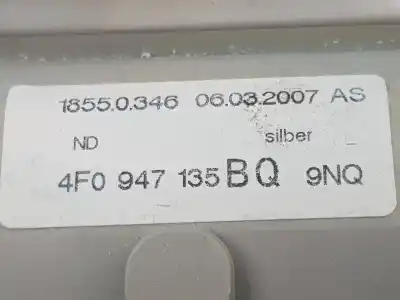 1855.0.346 06.03.2007 AS
ND silber
4F0 947 135 BQ 9NQ